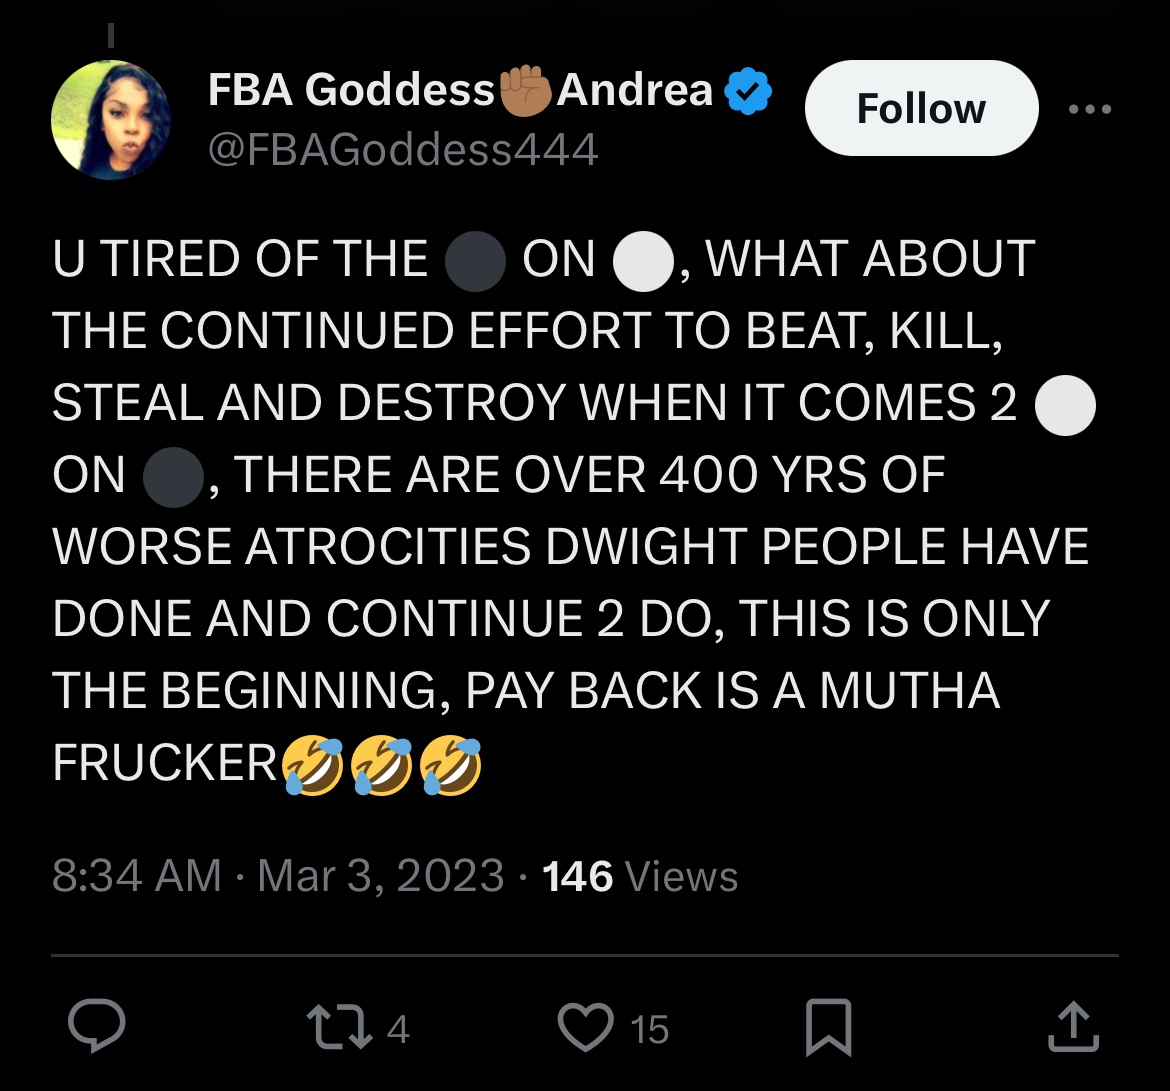 FBA Goddess✊🏽Andrea
Follow
@FBAGoddess444
U TIRED OF THE ⚫ ON ⚪, WHAT ABOUT
THE CONTINUED EFFORT TO BEAT, KILL,
STEAL AND DESTROY WHEN IT COMES 2 ⚪
ON ⚫, THERE ARE OVER 400 YRS OF
WORSE ATROCITIES DWIGHT PEOPLE HAVE
DONE AND CONTINUE 2 DO, THIS IS ONLY
THE BEGINNING, PAY BACK IS A MUTHA
FRUCKER🤣🤣🤣
8:34 AM · Mar 3, 2023 · 146 Views
4 15